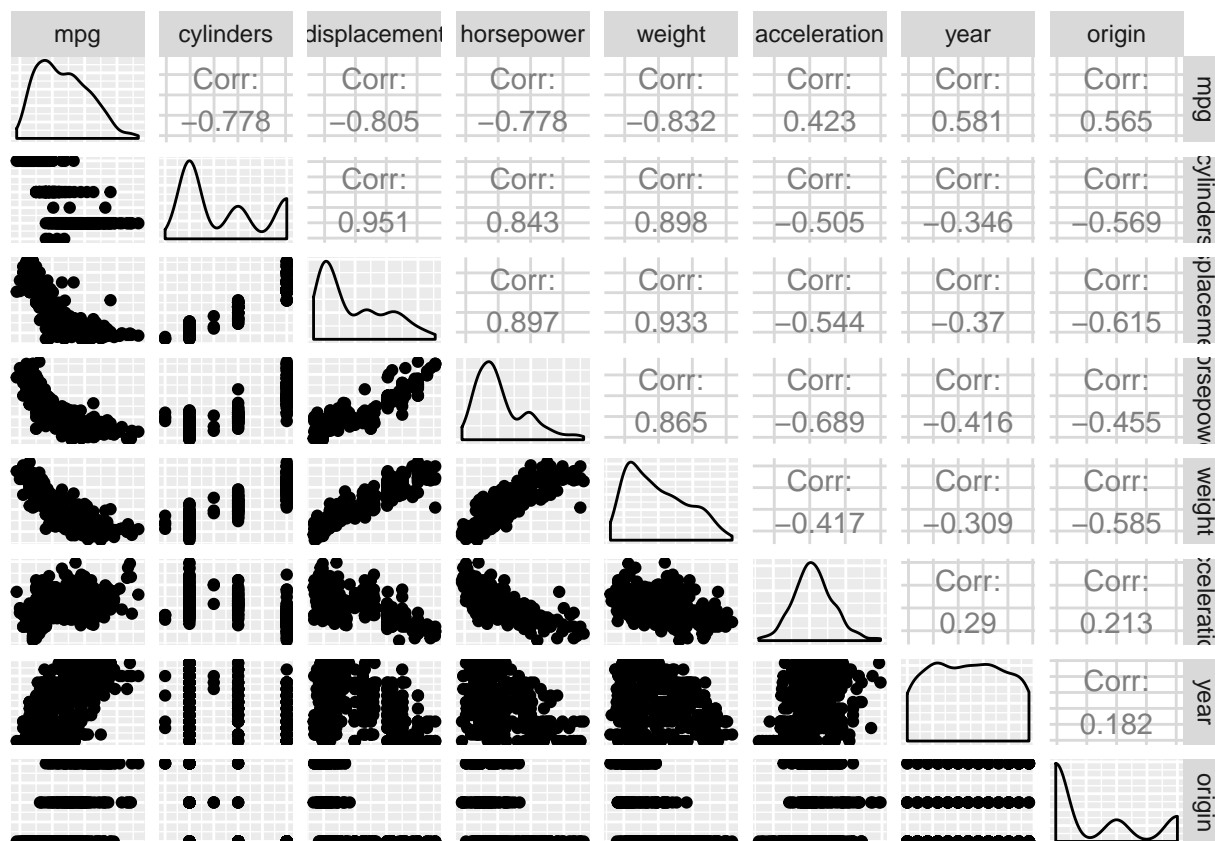 mpg cylinders displacement horsepower weight acceleration year origin
Corr: Corr: Corr: Corr: Corr: Corr: Corr:
−0.778 −0.805 −0.778 −0.832 0.423 0.581 0.565
mpg
Corr: Corr: Corr: Corr: Corr: Corr:
0.951 0.843 0.898 −0.505 −0.346 −0.569
cylinders
Corr: Corr: Corr: Corr: Corr:
0.897 0.933 −0.544 −0.37 −0.615
splaceme
Corr: Corr: Corr: Corr:
0.865 −0.689 −0.416 −0.455
orsepow
Corr: Corr: Corr:
−0.417 −0.309 −0.585
weight
Corr: Corr:
0.29 0.213
celeratio
Corr:
0.182
year
origin